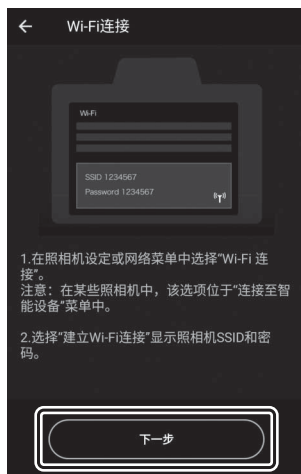 ← Wi-Fi连接
Wi-Fi
SSID 1234567
Password 1234567
1.在照相机设定或网络菜单中选择“Wi-Fi 连
接”。
注意：在某些照相机中，该选项位于“连接至智
能设备”菜单中。
2.选择“建立Wi-Fi连接”显示照相机SSID和密
码。
下一步